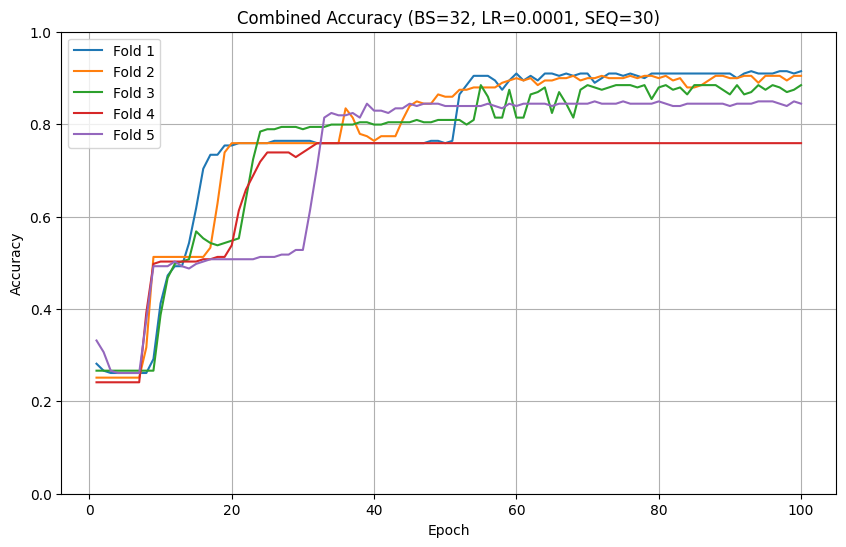 Combined Accuracy (BS=32, LR=0.0001, SEQ=30)
Fold 1
Fold 2
Fold 3
Fold 4
Fold 5
Accuracy
1.0
0.8
0.6
0.4
0.2
0.0
0 20 40 60 80 100
Epoch